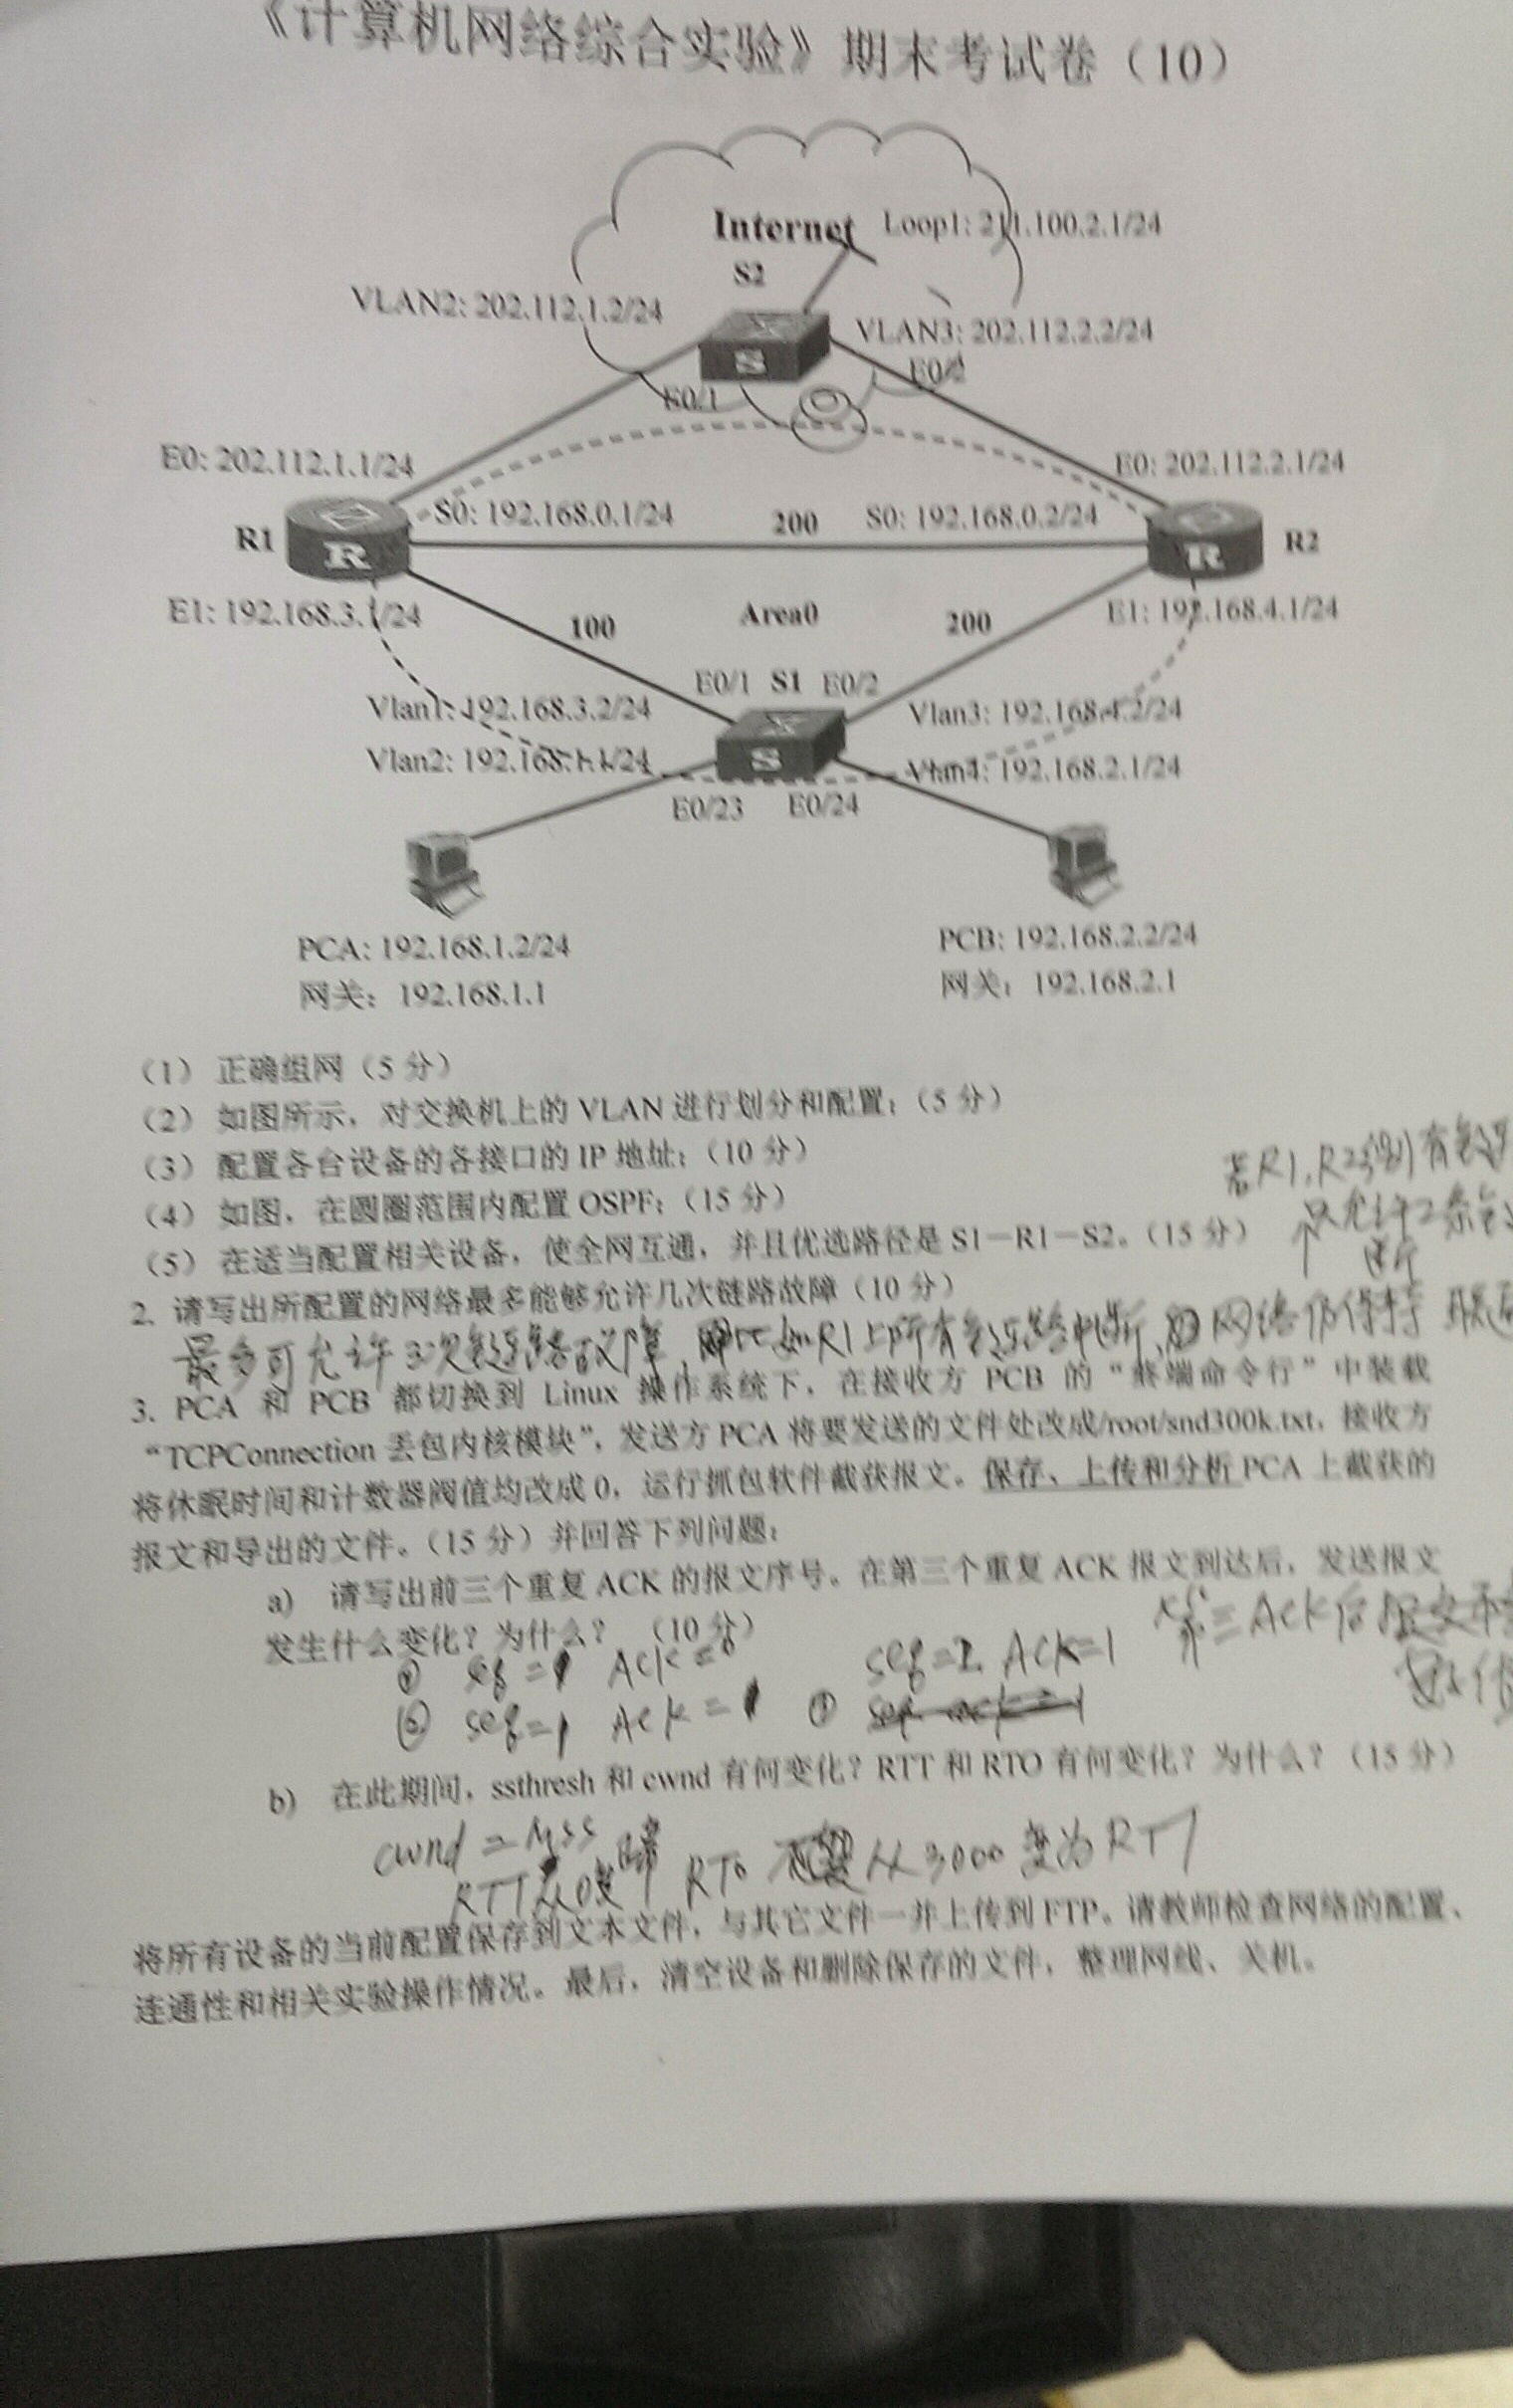 《计算机网络综合实验》期末考试卷（10）
Internet
Loop1: 211.100.2.1/24
S2
VLAN2: 202.112.1.2/24
VLAN3: 202.112.2.2/24
S
E0/2
E0/1
E0: 202.112.1.1/24
E0: 202.112.2.1/24
S0: 192.168.0.1/24
200
S0: 192.168.0.2/24
R1
R
R
R2
E1: 192.168.3.1/24
E1: 192.168.4.1/24
100
Area0
200
E0/1 S1 E0/2
Vlan1: 192.168.3.2/24
Vlan3: 192.168.4.2/24
S
Vlan2: 192.168.1.1/24
Vlan4: 192.168.2.1/24
E0/23
E0/24
PCA: 192.168.1.2/24
PCB: 192.168.2.2/24
网关：192.168.1.1
网关：192.168.2.1
（1） 正确组网（5 分）
（2） 如图所示，对交换机上的 VLAN 进行划分和配置；（5 分）
（3） 配置各台设备的各接口的 IP 地址；（10 分）
（4） 如图，在圆圈范围内配置 OSPF；（15 分）
（5） 在适当配置相关设备，使全网互通，并且优选路径是 S1－R1－S2。（15 分）
若R1,R2
只允许2条
断
2. 请写出所配置的网络最多能够允许几次链路故障（10 分）
最多可允许3次链路故障，即比如R1上所有链路中断，网络仍保持
3. PCA 和 PCB 都切换到 Linux 操作系统下，在接收方 PCB 的“终端命令行”中装载
“TCPConnection 丢包内核模块”，发送方 PCA 将要发送的文件处改成/root/snd300k.txt，接收方
将休眠时间和计数器阀值均改成 0，运行抓包软件截获报文。保存、上传和分析 PCA 上截获的
报文和导出的文件。（15 分）并回答下列问题：
a) 请写出前三个重复 ACK 的报文序号。在第三个重复 ACK 报文到达后，发送报文
发生什么变化？为什么？ （10 分）
ACK后
seq=1 ACK=
seq=2 ACK=1
seq=1 ACK=1
b) 在此期间，ssthresh 和 cwnd 有何变化？RTT 和 RTO 有何变化？为什么？（15 分）
cwnd = MSS
RTT从0变 RTO 从3000变为RTT
将所有设备的当前配置保存到文本文件，与其它文件一并上传到 FTP。请教师检查网络的配置、
连通性和相关实验操作情况。最后，清空设备和删除保存的文件，整理网线、关机。